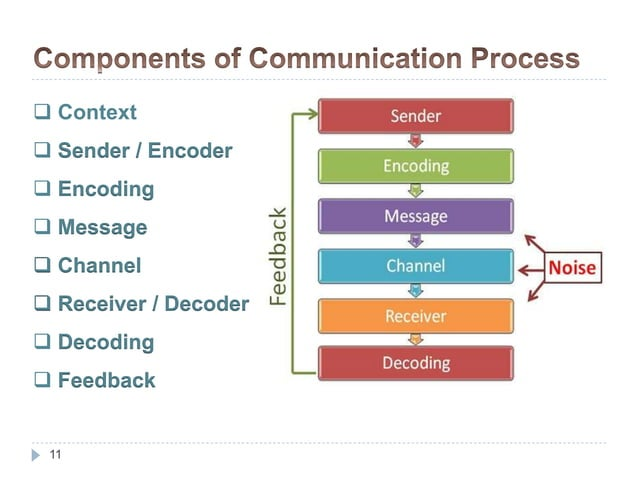 Components of Communication Process
Context
Sender / Encoder
Encoding
Message
Channel
Receiver / Decoder
Decoding
Feedback
Feedback
Sender
Encoding
Message
Channel
Receiver
Decoding
Noise
11